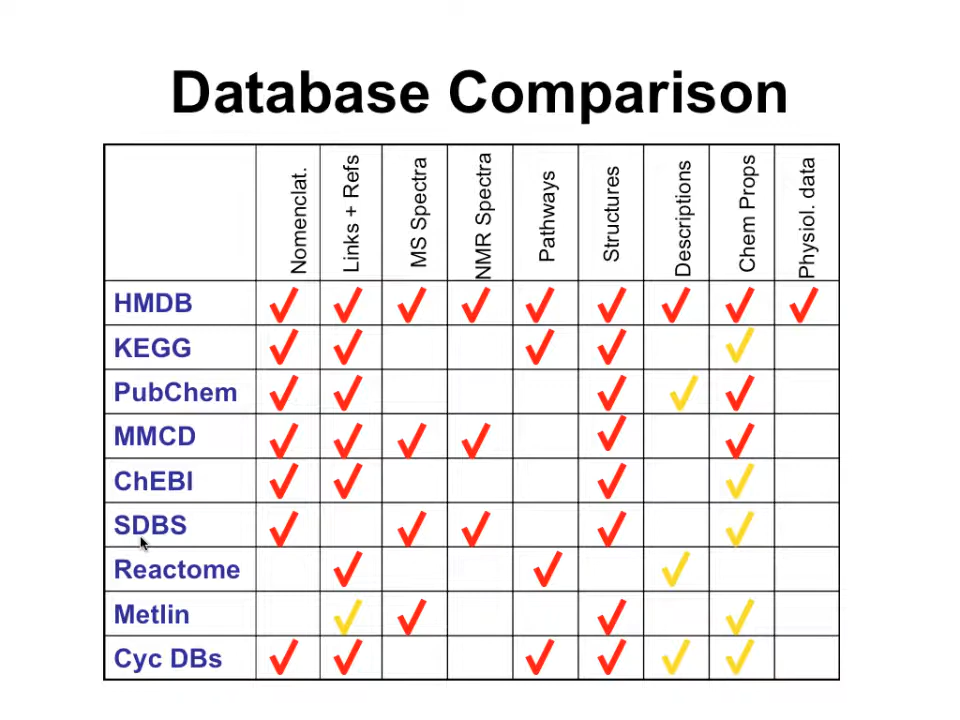 Database Comparison
Nomenclat.
Links + Refs
MS Spectra
NMR Spectra
Pathways
Structures
Descriptions
Chem Props
Physiol. data
HMDB
KEGG
PubChem
MMCD
ChEBI
SDBS
Reactome
Metlin
Cyc DBs